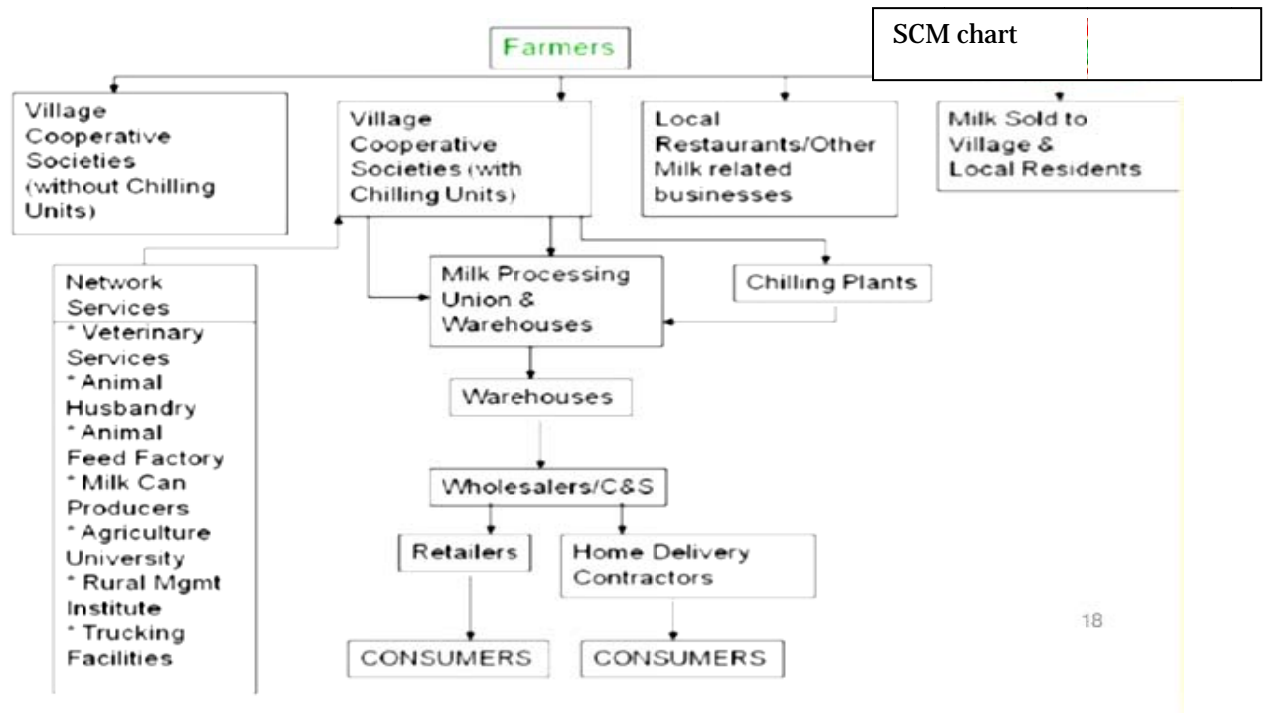 SCM chart
Farmers
Village
Cooperative
Societies
(without Chilling
Units)
Village
Cooperative
Societies (with
Chilling Units)
Local
Restaurants/Other
Milk related
businesses
Milk Sold to
Village &
Local Residents
Network
Services
* Veterinary
Services
* Animal
Husbandry
* Animal
Feed Factory
* Milk Can
Producers
* Agriculture
University
* Rural Mgmt
Institute
* Trucking
Facilities
Milk Processing
Union &
Warehouses
Chilling Plants
Warehouses
Wholesalers/C&S
Retailers
Home Delivery
Contractors
CONSUMERS
CONSUMERS
18